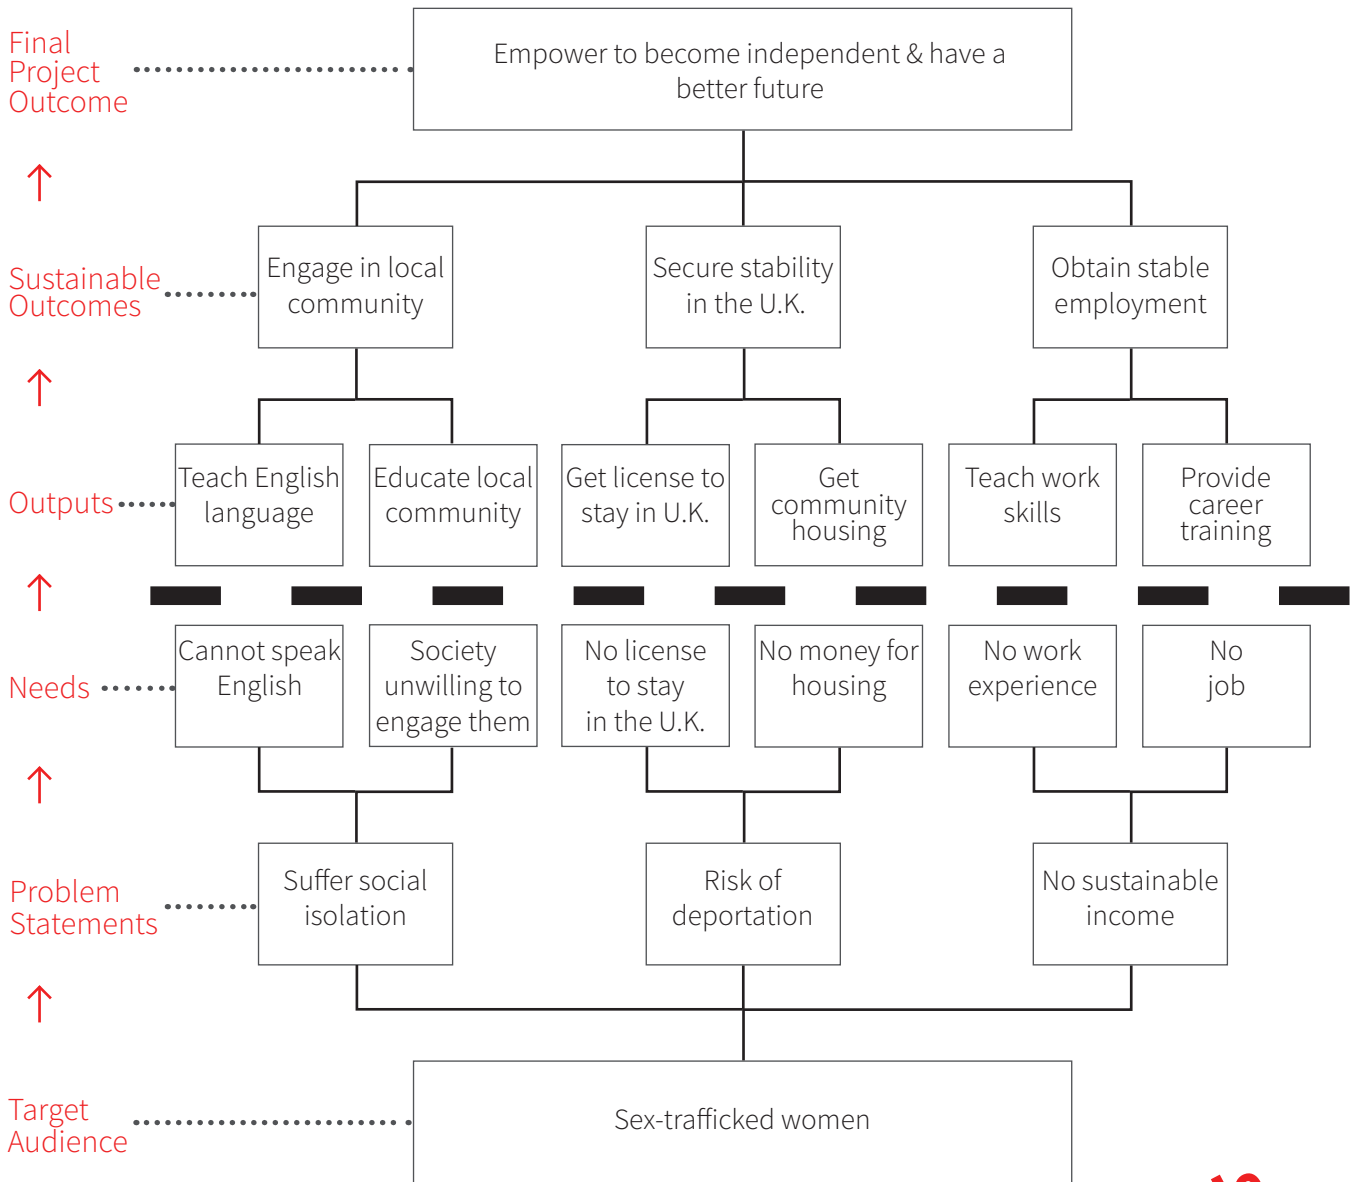 Final
Project
Outcome
Empower to become independent & have a
better future
Sustainable
Outcomes
Engage in local
community
Secure stability
in the U.K.
Obtain stable
employment
Outputs
Teach English
language
Educate local
community
Get license to
stay in U.K.
Get
community
housing
Teach work
skills
Provide
career
training
Needs
Cannot speak
English
Society
unwilling to
engage them
No license
to stay
in the U.K.
No money for
housing
No work
experience
No
job
Problem
Statements
Suffer social
isolation
Risk of
deportation
No sustainable
income
Target
Audience
Sex-trafficked women